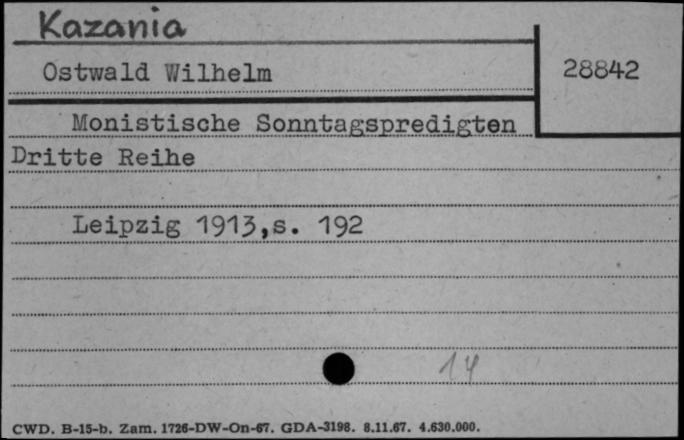 Kazania
Ostwald Wilhelm 28842
Monistische Sonntagspredigten
Dritte Reihe
Leipzig 1913,s. 192
14
CWD. B-15-b. Zam. 1726-DW-On-67. GDA-3198. 8.11.67. 4.630.000.